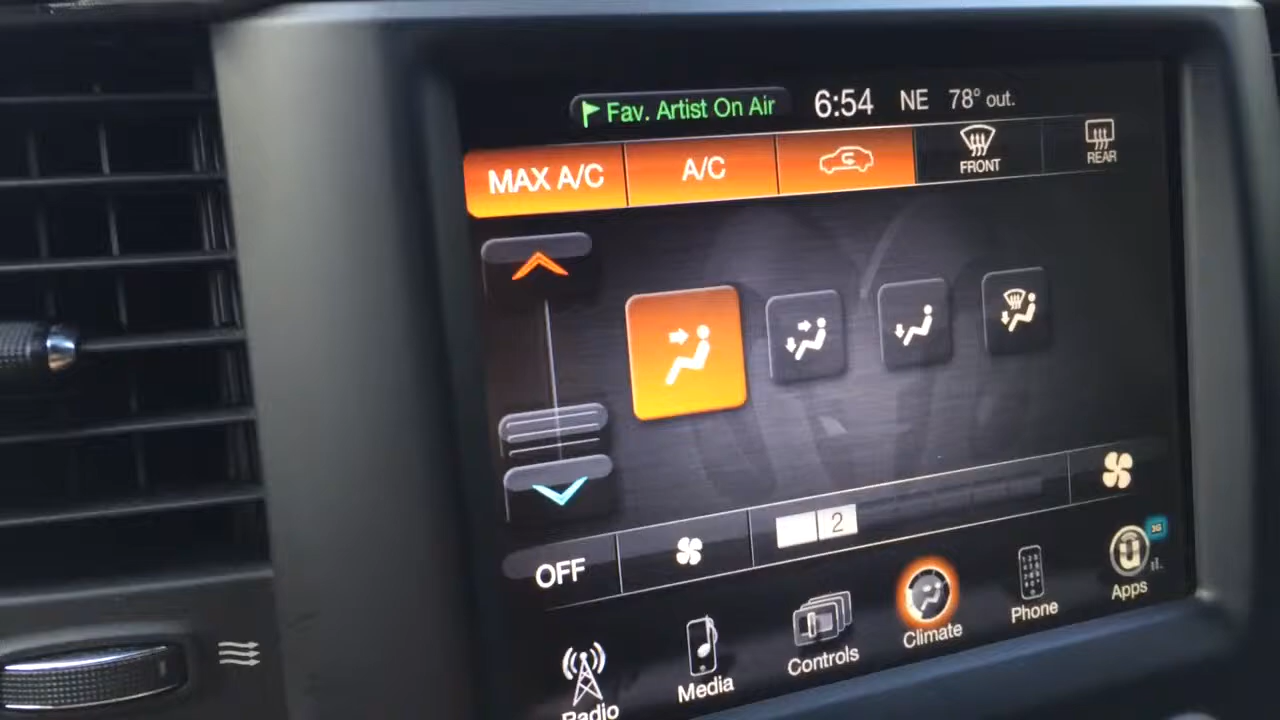 Fav. Artist On Air
6:54
NE
78° out.
MAX A/C
A/C
FRONT
REAR
2
OFF
Radio
Media
Controls
Climate
Phone
Apps
3G